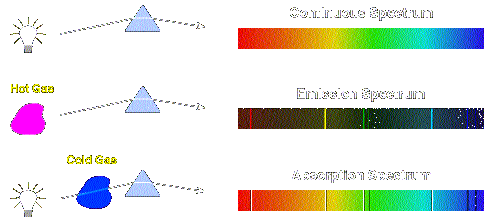 Continuous Spectrum
Hot Gas
Emission Spectrum
Cold Gas
Absorption Spectrum